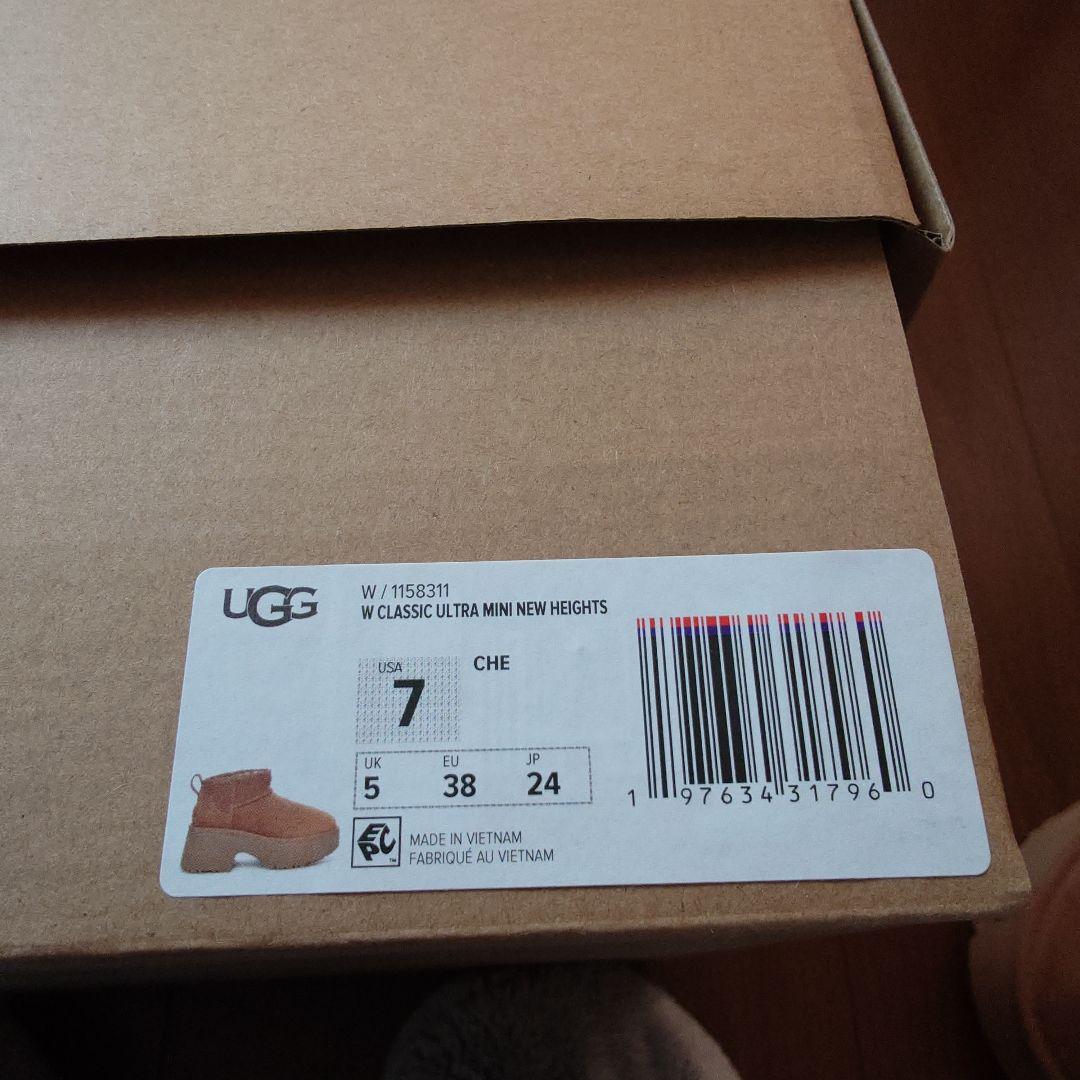 UGG
W / 1158311
W CLASSIC ULTRA MINI NEW HEIGHTS
USA
7
CHE
UK EU JP
5 38 24
EPC™
MADE IN VIETNAM
FABRIQUÉ AU VIETNAM
1 97634 31796 0